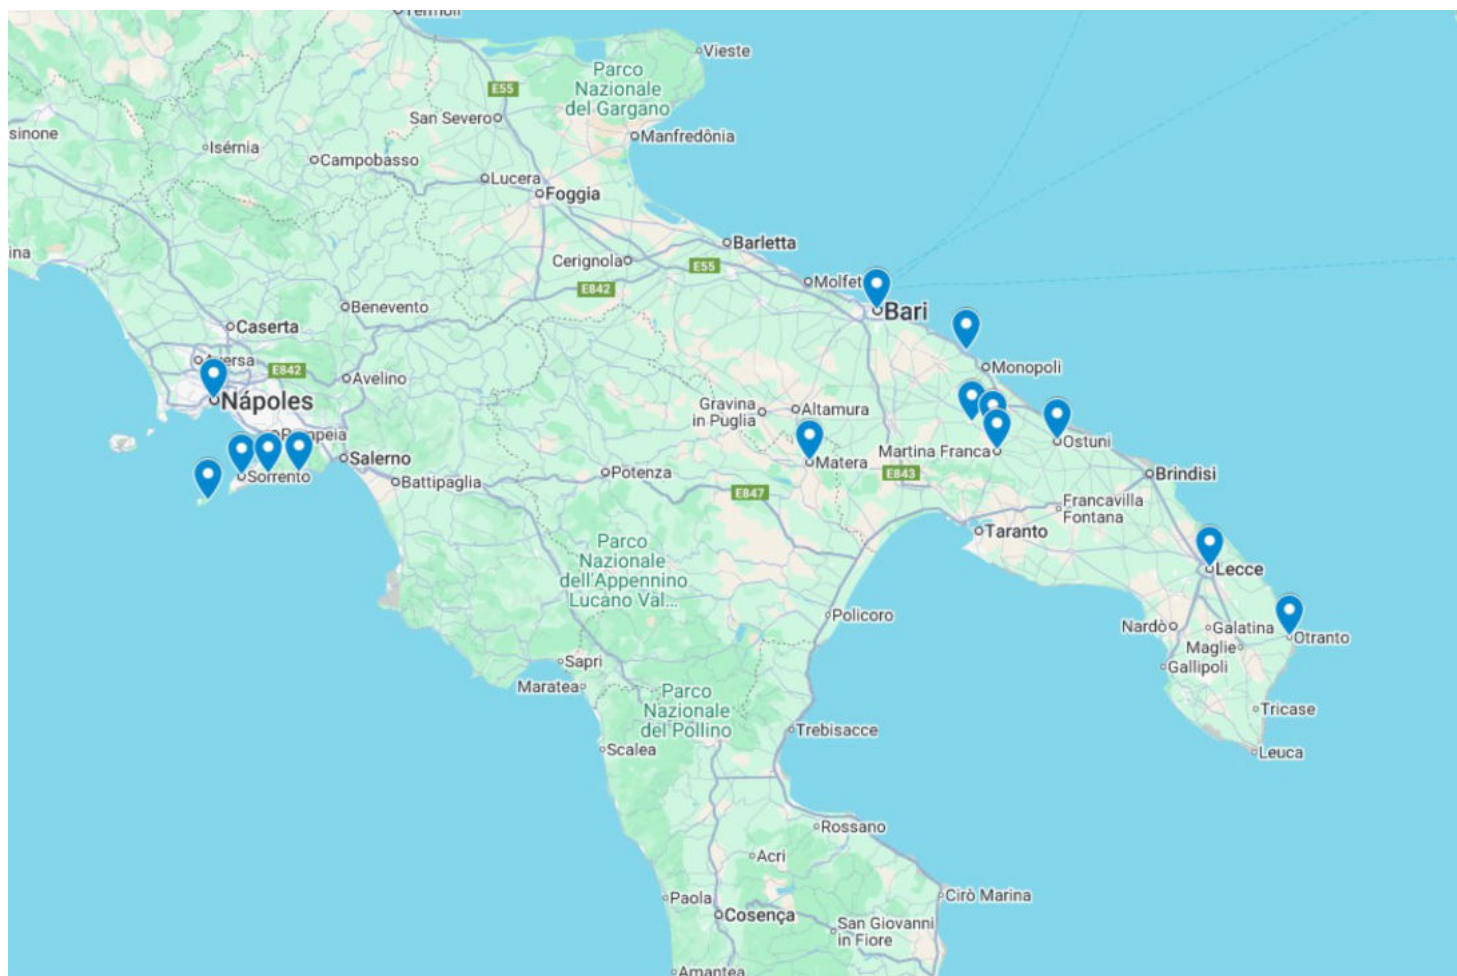 Termoli
Vieste
Parco
Nazionale
del Gargano
E55
San Severo
Manfredônia
sinone
Isérnia
Campobasso
Lucera
Foggia
Barletta
ina
Cerignola
E55
Molfet
E842
Benevento
Bari
Caserta
Aversa
E842
Monopoli
Avelino
Nápoles
Gravina
in Puglia
Altamura
Pompeia
Ostuni
Salerno
Martina Franca
Matera
Sorrento
Potenza
Battipaglia
E843
Brindisi
E847
Francavilla
Fontana
Taranto
Parco
Nazionale
dell'Appennino
Lucano Val...
Lecce
Policoro
Nardò
Galatina
Otranto
Maglie
Gallipoli
Sapri
Maratea
Parco
Nazionale
del Pollino
Tricase
Trebisacce
Scalea
Leuca
Rossano
Acri
Paola
Cirò Marina
Cosença
San Giovanni
in Fiore
Amantea